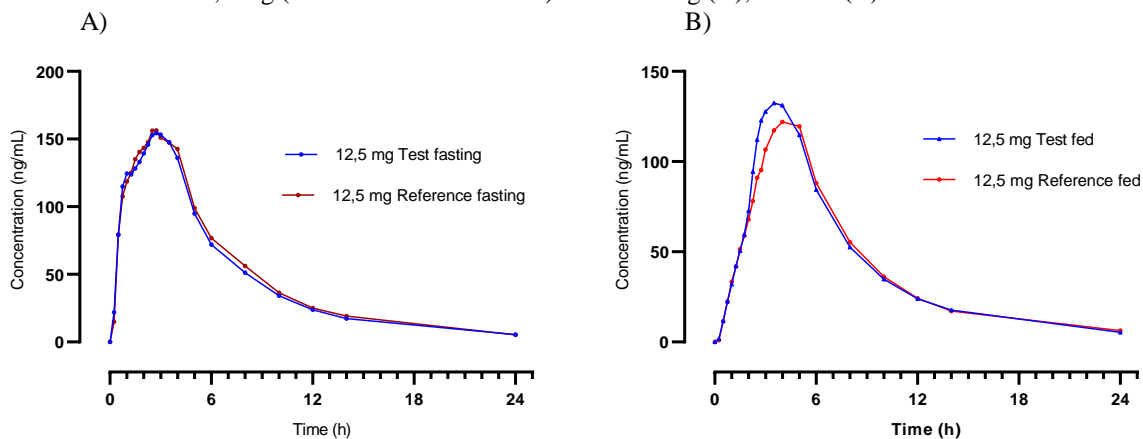 A)
200
150
100
50
0
Concentration (ng/mL)
12,5 mg Test fasting
12,5 mg Reference fasting
0 6 12 18 24
Time (h)
B)
150
100
50
0
Concentration (ng/mL)
12,5 mg Test fed
12,5 mg Reference fed
0 6 12 18 24
Time (h)